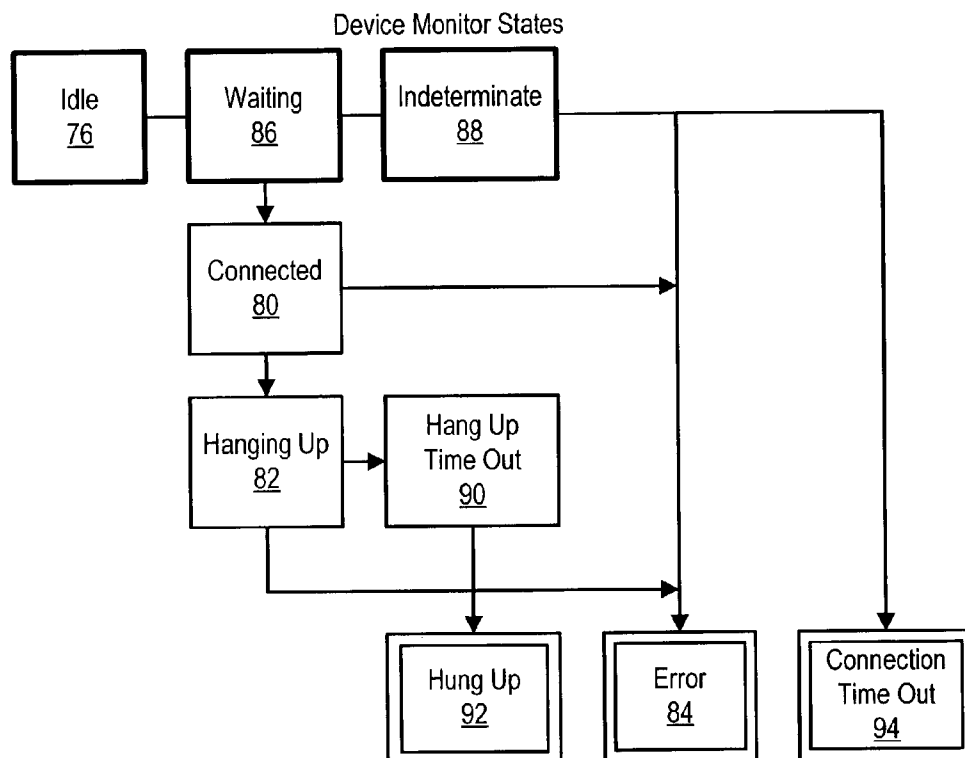 Device Monitor States
Idle
76
Waiting
86
Indeterminate
88
Connected
80
Hanging Up
82
Hang Up
Time Out
90
Hung Up
92
Error
84
Connection
Time Out
94